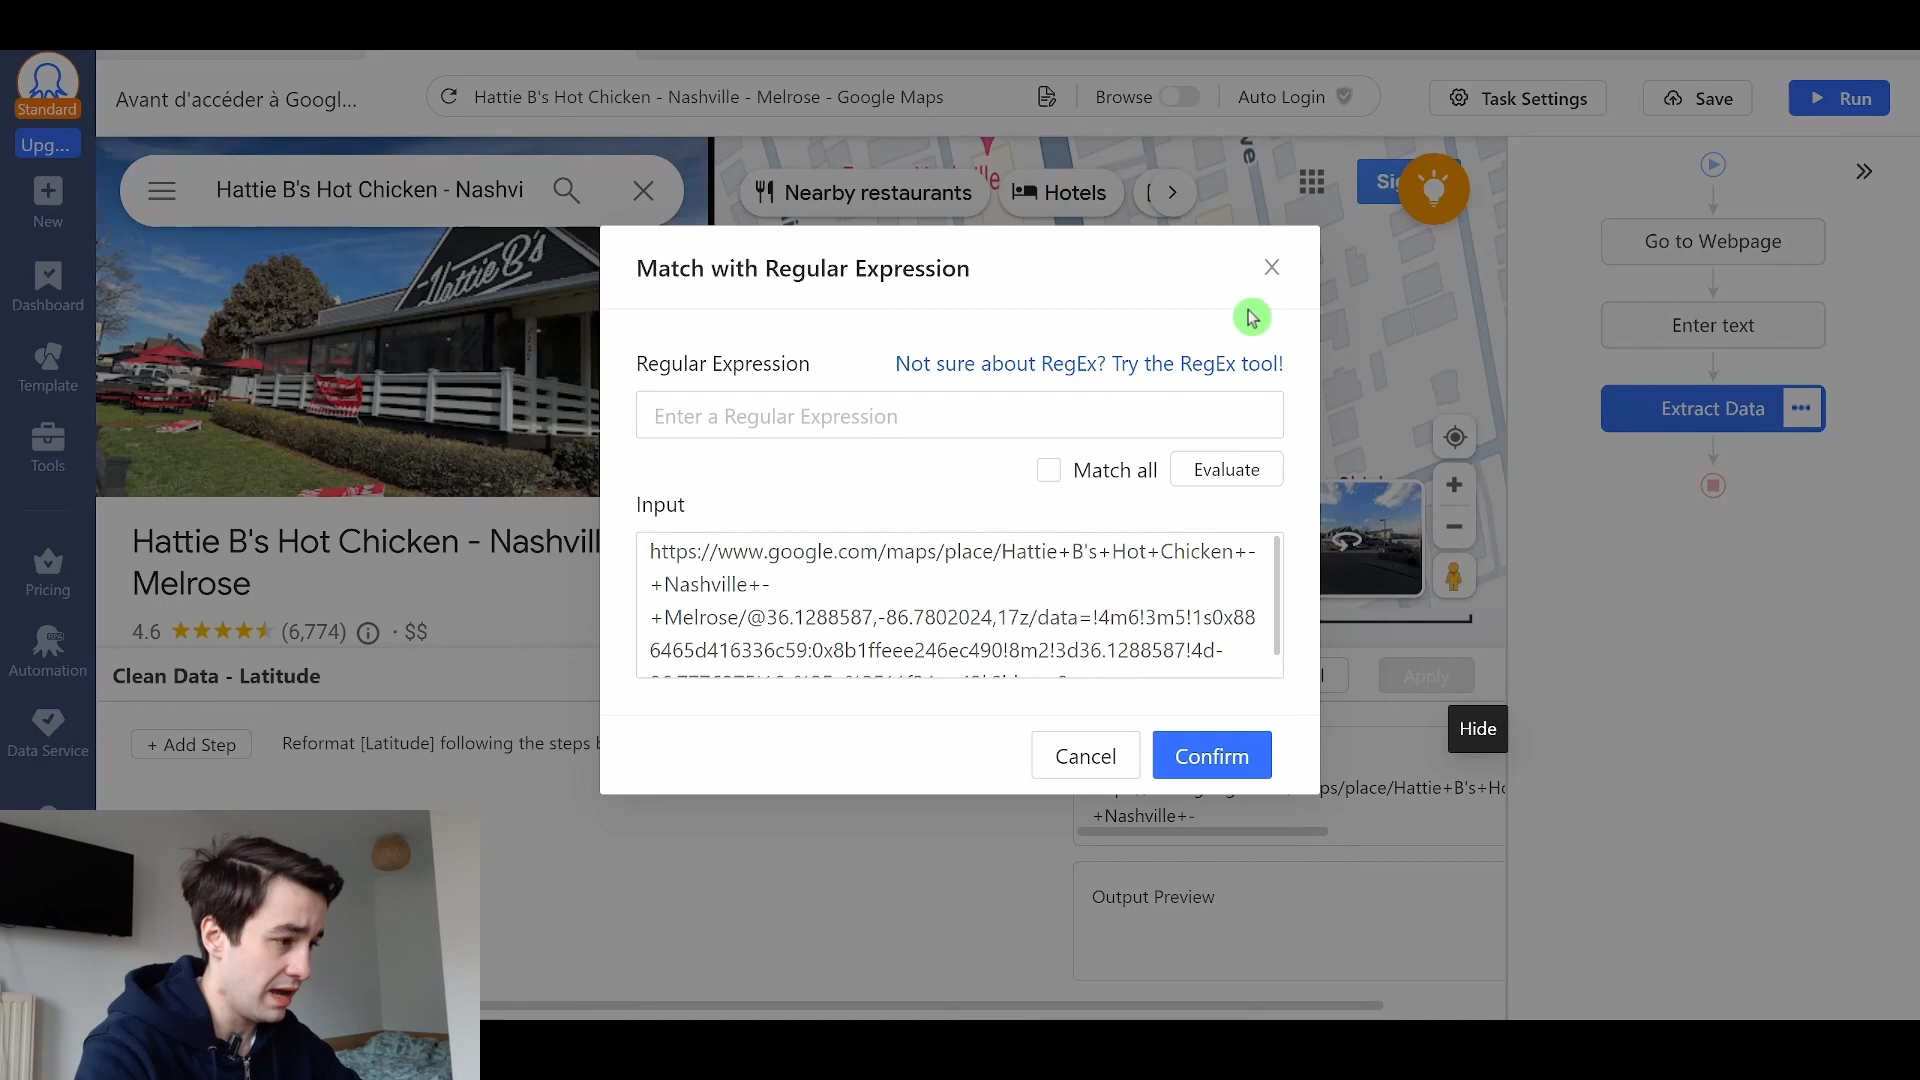 Standard
Upg...
New
Dashboard
Template
Tools
Pricing
Automation
Data Service
Avant d'accéder à Googl...
Hattie B's Hot Chicken - Nashville - Melrose - Google Maps
Browse
Auto Login
Task Settings
Save
Run
Hattie B's Hot Chicken - Nashvi
Nearby restaurants
Hotels
Hattie B's
Hattie B's Hot Chicken - Nashvill
Melrose
4.6
(6,774)
· $$
Match with Regular Expression
Regular Expression
Not sure about RegEx? Try the RegEx tool!
Enter a Regular Expression
Match all
Evaluate
Input
https://www.google.com/maps/place/Hattie+B's+Hot+Chicken+-
+Nashville+-
+Melrose/@36.1288587,-86.7802024,17z/data=!4m6!3m5!1s0x88
6465d416336c59:0x8b1ffeee246ec490!8m2!3d36.1288587!4d-
Cancel
Confirm
Go to Webpage
Enter text
Extract Data
Clean Data - Latitude
Apply
Hide
+ Add Step
Reformat [Latitude] following the steps
ps/place/Hattie+B's+Ho
+Nashville+-
Output Preview